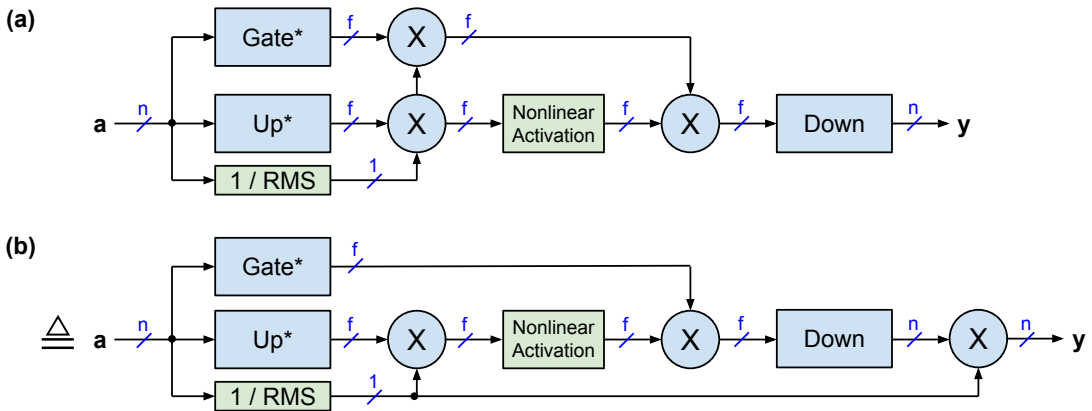 (a)
f
f
Gate*
X
n
f
f
f
f
n
a
Up*
X
Nonlinear
Activation
X
Down
y
1
1 / RMS
(b)
f
Gate*
n
f
f
f
f
n
n
≜ a
Up*
X
Nonlinear
Activation
X
Down
X
y
1
1 / RMS